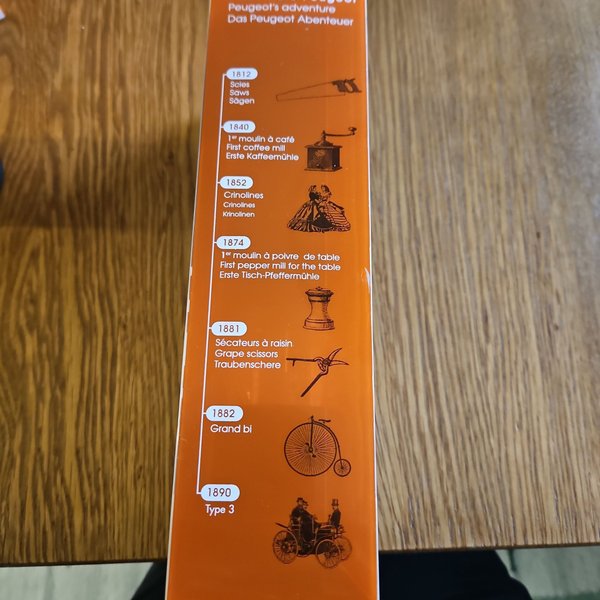 Peugeot's adventure
Das Peugeot Abenteuer
1812
Scies
Saws
Sägen
1840
1er moulin à café
First coffee mill
Erste Kaffeemühle
1852
Crinolines
Crinolines
Krinolinen
1874
1er moulin à poivre de table
First pepper mill for the table
Erste Tisch-Pfeffermühle
1881
Sécateurs à raisin
Grape scissors
Traubenschere
1882
Grand bi
1890
Type 3